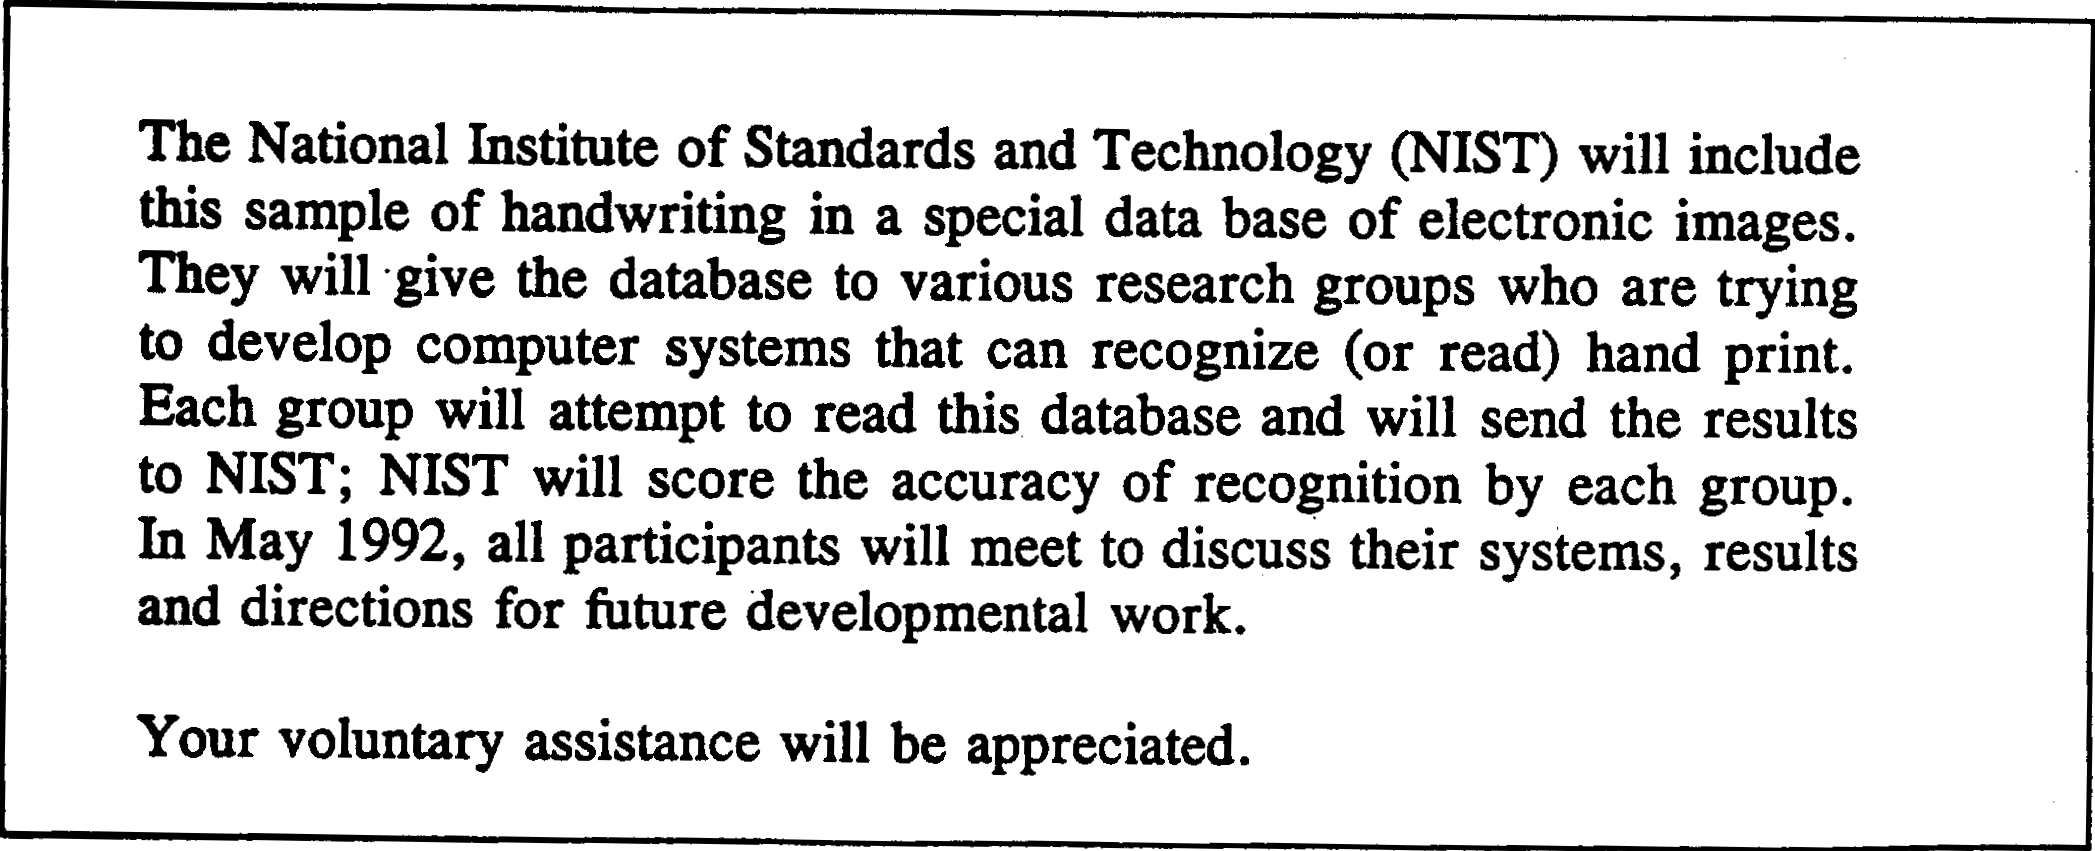 The National Institute of Standards and Technology (NIST) will include
this sample of handwriting in a special data base of electronic images.
They will give the database to various research groups who are trying
to develop computer systems that can recognize (or read) hand print.
Each group will attempt to read this database and will send the results
to NIST; NIST will score the accuracy of recognition by each group.
In May 1992, all participants will meet to discuss their systems, results
and directions for future developmental work.
Your voluntary assistance will be appreciated.